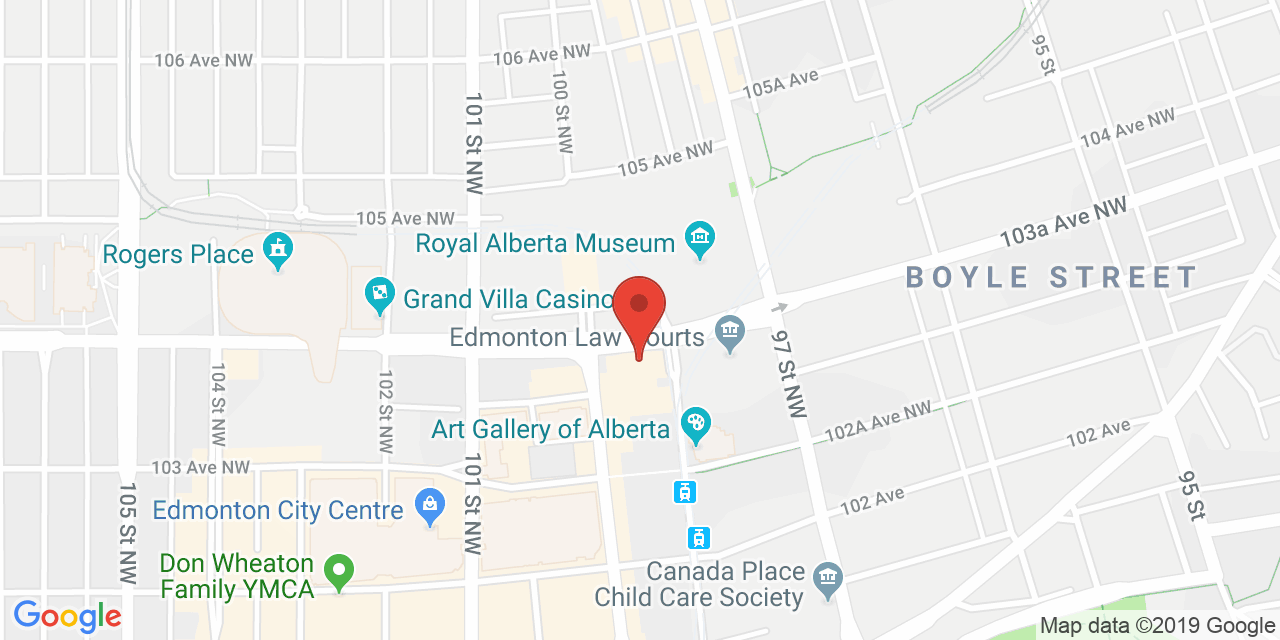 106 Ave NW
106 Ave NW
100 St NW
101 St NW
105A Ave
95 St
104 Ave NW
105 Ave NW
105 Ave NW
103a Ave NW
Rogers Place
Royal Alberta Museum
BOYLE STREET
Grand Villa Casino
Edmonton Law Courts
97 St NW
104 St NW
102 St NW
Art Gallery of Alberta
102A Ave NW
102 Ave
103 Ave NW
101 St NW
105 St NW
Edmonton City Centre
102 Ave
95 St
Don Wheaton
Family YMCA
Canada Place
Child Care Society
Google
Map data ©2019 Google